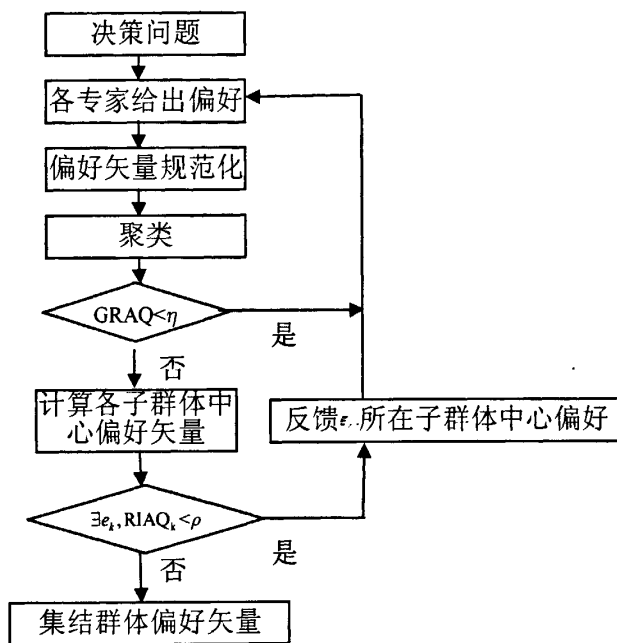 决策问题
各专家给出偏好
偏好矢量规范化
聚类
GRAQ<η
是
否
计算各子群体中
心偏好矢量
反馈 所在子群体中心偏好
∃eₖ,RIAQₖ<ρ
是
否
集结群体偏好矢量